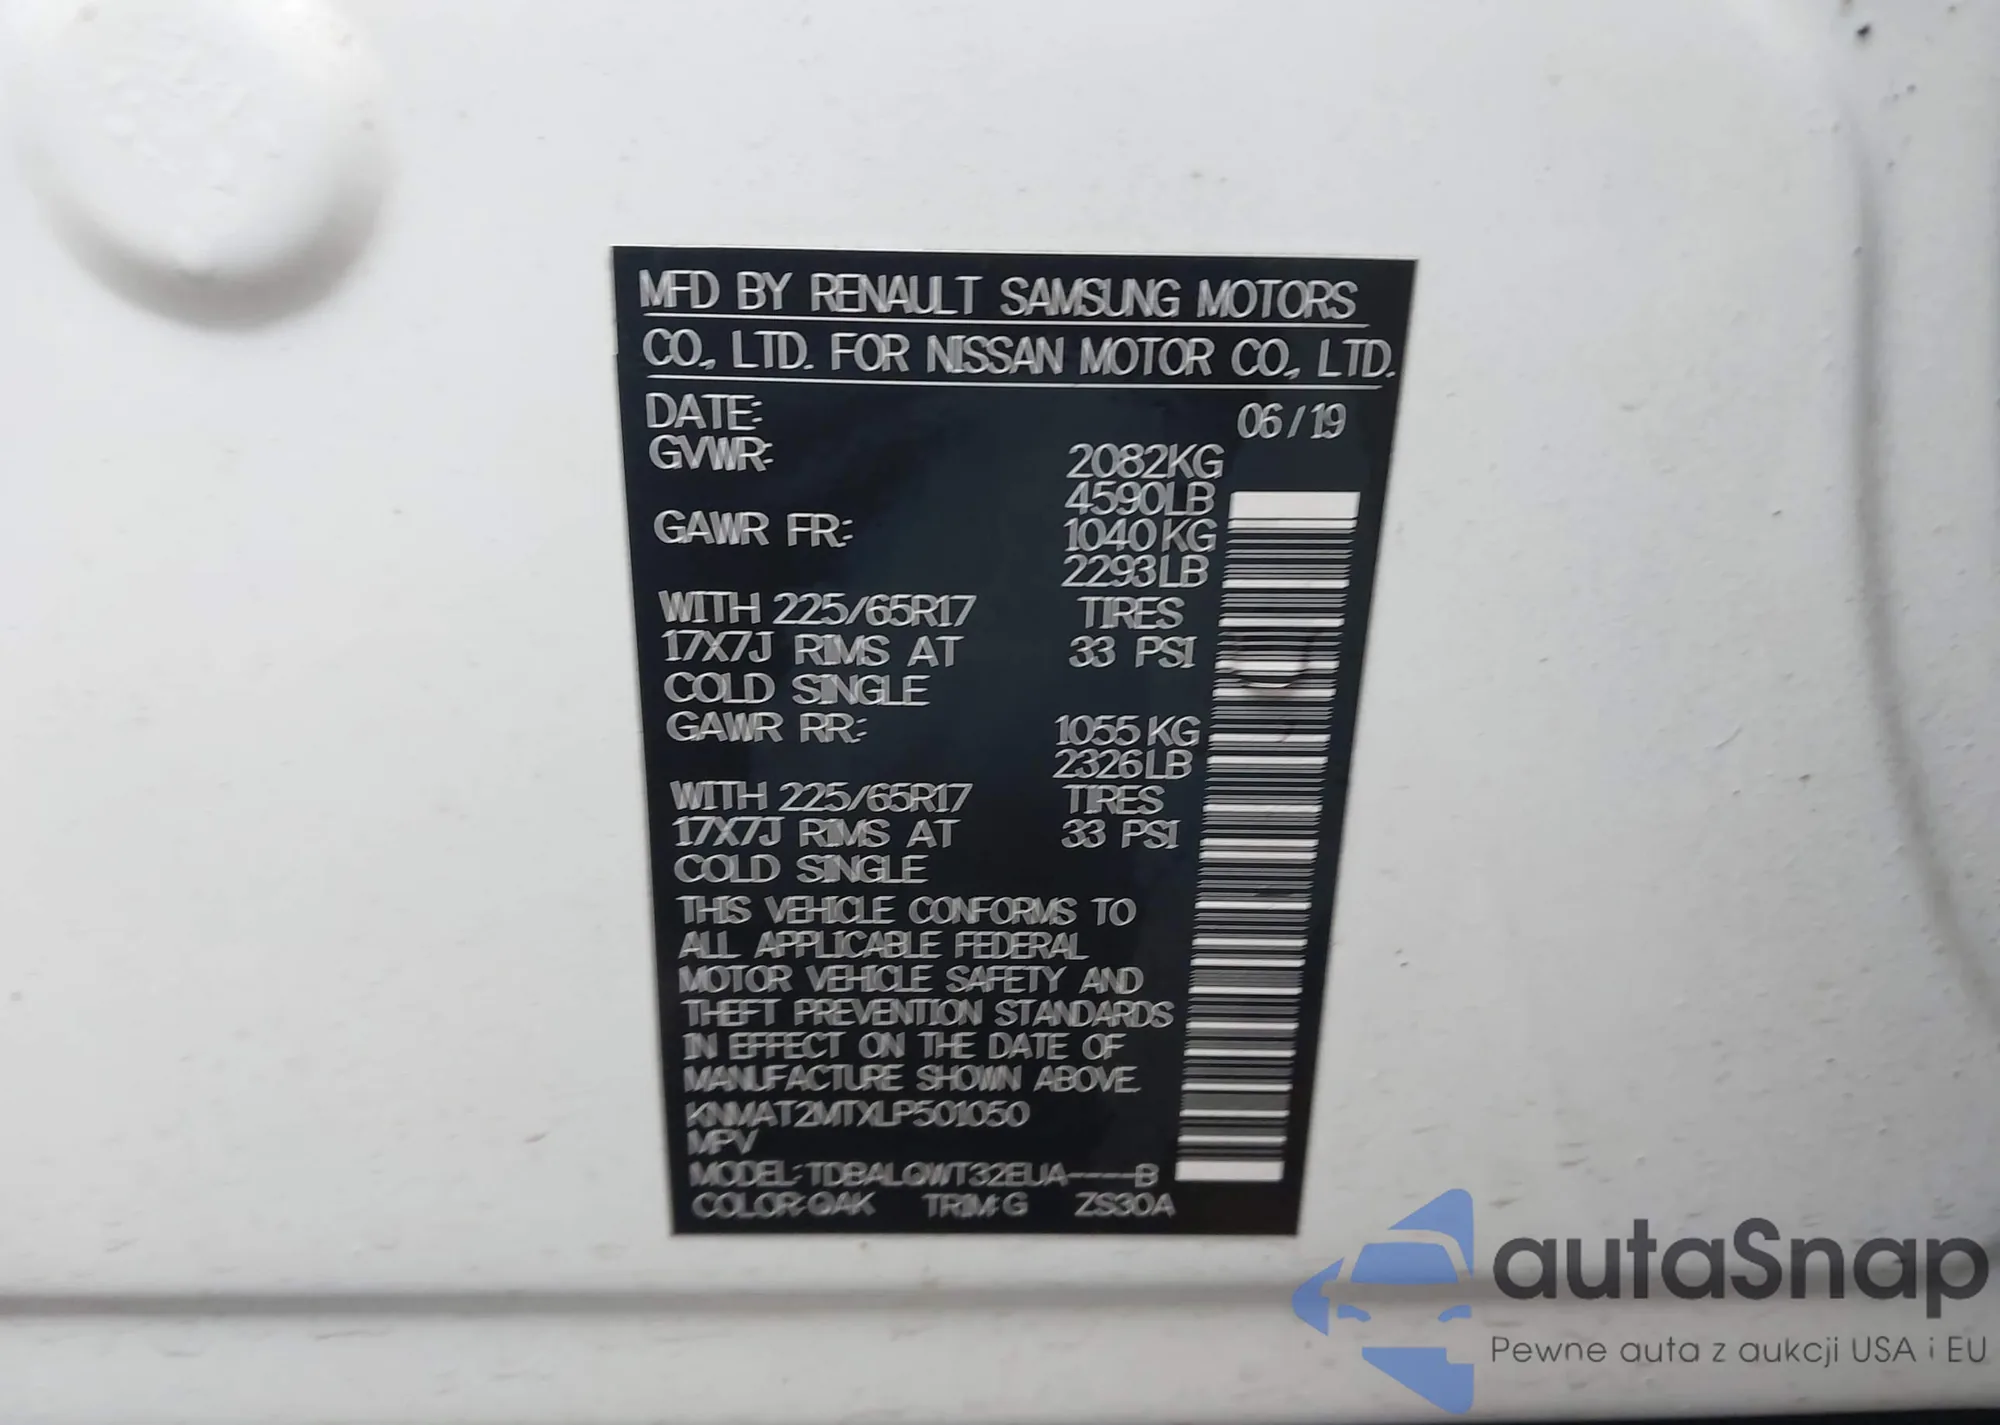 MFD BY RENAULT SAMSUNG MOTORS
CO., LTD. FOR NISSAN MOTOR CO., LTD.
DATE: 06/19
GVWR: 2082KG
4590LB
GAWR FR: 1040KG
2293LB
WITH 225/65R17 TIRES
17X7J RIMS AT 33 PSI
COLD SINGLE
GAWR RR: 1055KG
2326LB
WITH 225/65R17 TIRES
17X7J RIMS AT 33 PSI
COLD SINGLE
THIS VEHICLE CONFORMS TO
ALL APPLICABLE FEDERAL
MOTOR VEHICLE SAFETY AND
THEFT PREVENTION STANDARDS
IN EFFECT ON THE DATE OF
MANUFACTURE SHOWN ABOVE.
KNMAT2MTXLP501050
MPV
MODEL:TDBALQWT32EUA----B
COLOR:QAK TRIM:G ZS30A
autaSnap
Pewne auta z aukcji USA i EU